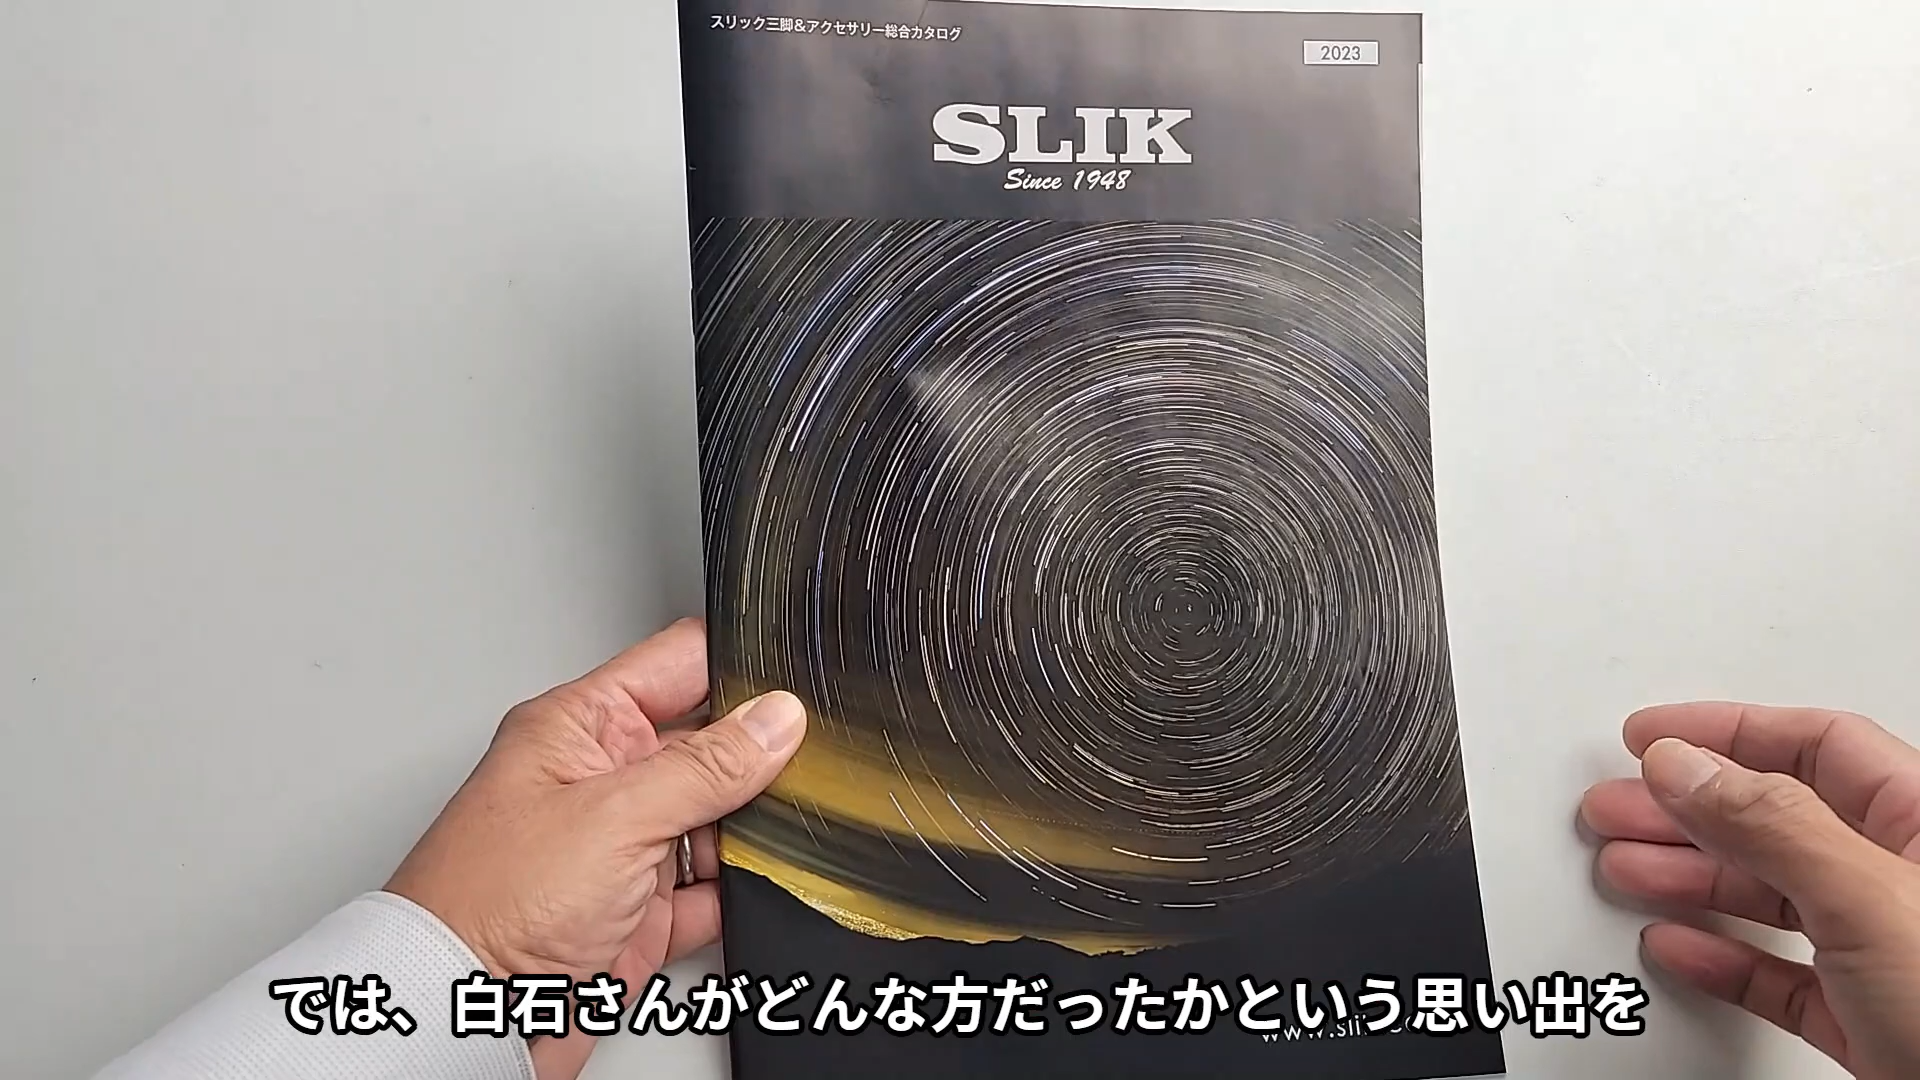 スリック三脚&アクセサリー総合カタログ
2023
SLIK
Since 1948
では、白石さんがどんな方だったかという思い出を